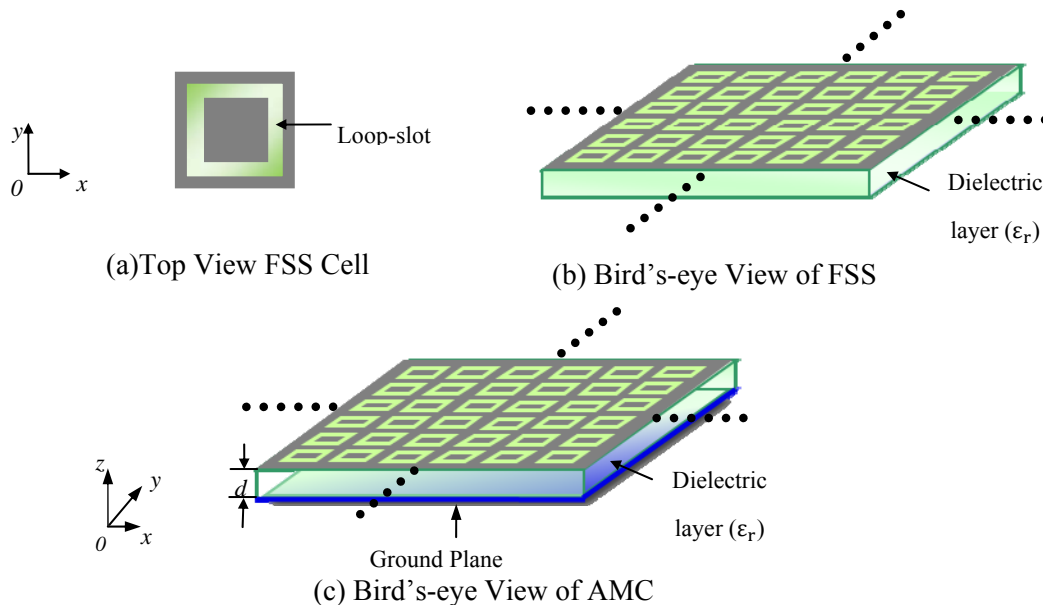 y
0
x
Loop-slot
(a)Top View FSS Cell
Dielectric
layer (εr)
(b) Bird's-eye View of FSS
z
y
0
x
d
Dielectric
layer (εr)
Ground Plane
(c) Bird's-eye View of AMC